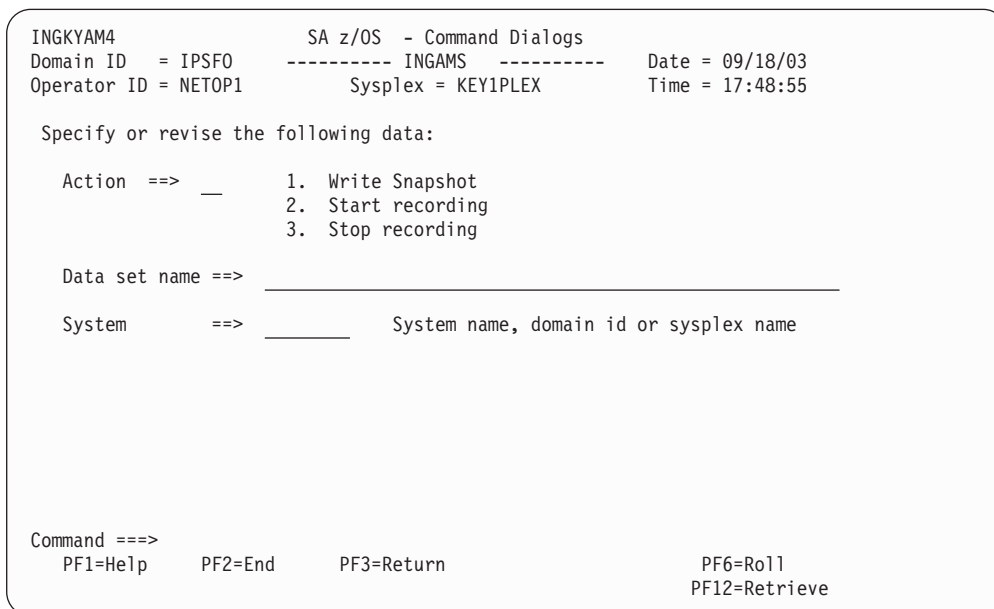 INGKYAM4                 SA z/OS  - Command Dialogs
Domain ID   = IPSFO     ---------- INGAMS   ----------    Date = 09/18/03
Operator ID = NETOP1          Sysplex = KEY1PLEX          Time = 17:48:55
Specify or revise the following data:
Action  ==> __      1.  Write Snapshot
2.  Start recording
3.  Stop recording
Data set name ==>
System        ==>               System name, domain id or sysplex name
Command ===>
PF1=Help     PF2=End      PF3=Return                        PF6=Roll
PF12=Retrieve